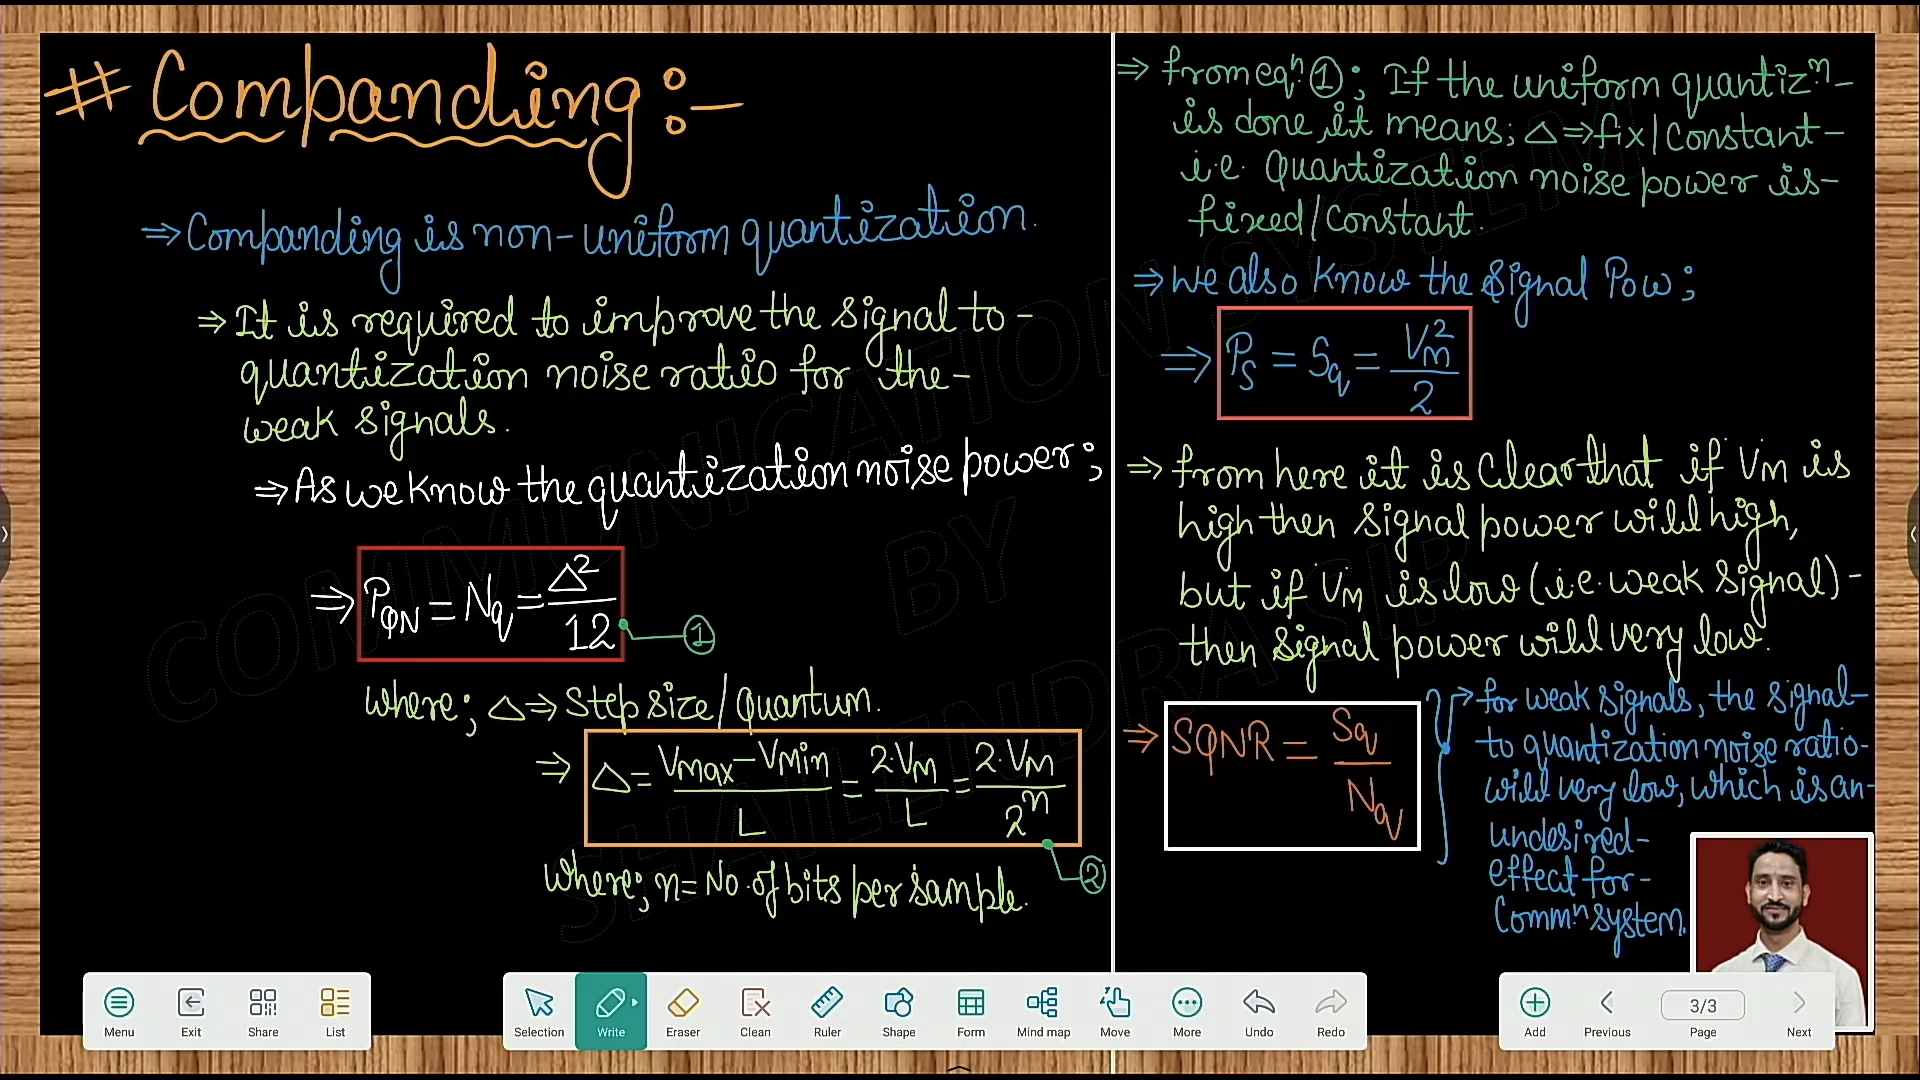 # Companding:-
⇒ Companding is non-uniform quantization.
⇒ It is required to improve the signal to-
quantization noise ratio for the-
weak signals.
⇒ As we know the quantization noise power;
⇒ PQN = Nq = Δ²/12 ①
where; Δ ⇒ Step size/Quantum.
⇒ Δ = Vmax-Vmin/L = 2·VM/L = 2·VM/2ⁿ ②
where; n = No. of bits per sample.
⇒ from eqⁿ ①; If the uniform quantizⁿ-
is done, it means; Δ ⇒ fix/Constant-
i.e. Quantization noise power is-
fixed/Constant.
⇒ we also know the signal Pow;
⇒ Ps = Sq = Vm²/2
⇒ from here it is Clear that if VM is
high then signal power will high,
but if VM is low (i.e. weak signal)-
then signal power will very low.
⇒ SQNR = Sq/Nq
→ for weak signals, the signal-
to quantization noise ratio-
will very low, which is an-
undesired-
effect for-
Commⁿ system.
COMMUNICATION SYSTEM
BY
SHAILENDRA SIR
Menu Exit Share List
Selection Write Eraser Clean Ruler Shape Form Mind map Move More Undo Redo
3/3
Add Previous Page Next